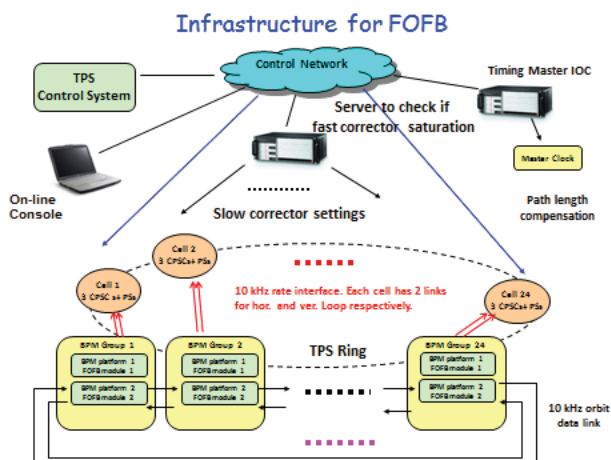 Infrastructure for FOFB
Control Network
TPS
Control System
Timing Master IOC
Server to check if
fast corrector saturation
Master Clock
On-line
Console
Slow corrector settings
Path length
compensation
Cell 2
3 CPSCs+ PSs
Cell 1
3 CPSC s+ PSs
Cell 24
3 CPSCs+ PSs
10 kHz rate interface. Each cell has 2 links
for hor. and ver. Loop respectively.
BPM Group 1
BPM platform 1
FOFB module 1
BPM platform 2
FOFB module 2
BPM Group 2
BPM platform 1
FOFB module 1
BPM platform 2
FOFB module 2
TPS Ring
BPM Group 24
BPM platform 1
FOFB module 1
BPM platform 2
FOFB module 2
10 kHz orbit
data link